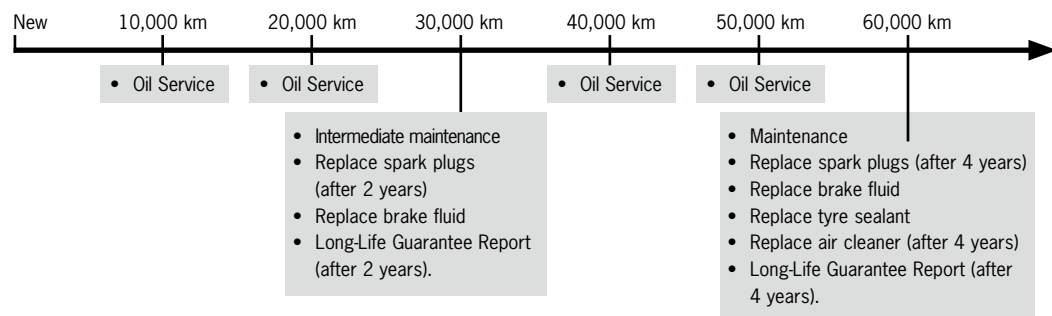 New 10,000 km 20,000 km 30,000 km 40,000 km 50,000 km 60,000 km
• Oil Service
• Oil Service
• Oil Service
• Oil Service
• Intermediate maintenance
• Replace spark plugs
(after 2 years)
• Replace brake fluid
• Long-Life Guarantee Report
(after 2 years).
• Maintenance
• Replace spark plugs (after 4 years)
• Replace brake fluid
• Replace tyre sealant
• Replace air cleaner (after 4 years)
• Long-Life Guarantee Report (after
4 years).